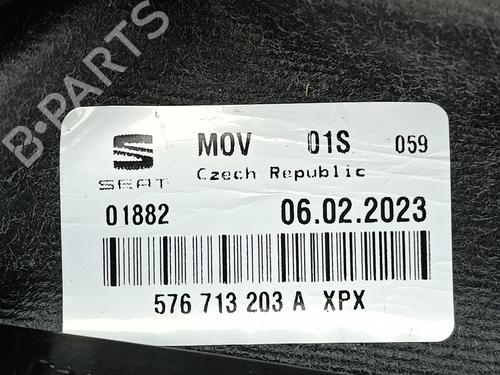 B-PARTS
MOV 01S 059
SEAT Czech Republic
01882 06.02.2023
576 713 203 A XPX